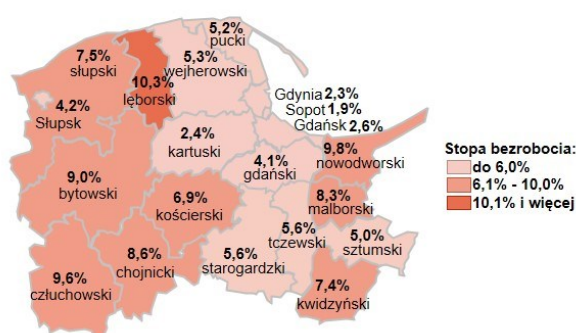 5,2%
pucki
7,5%
słupski
5,3%
wejherowski
10,3%
lęborski
4,2%
Słupsk
Gdynia 2,3%
Sopot 1,9%
Gdańsk 2,6%
2,4%
kartuski
4,1%
gdański
9,8%
nowodworski
9,0%
bytowski
6,9%
kościerski
8,3%
malborski
5,6%
tczewski
5,0%
sztumski
8,6%
chojnicki
5,6%
starogardzki
9,6%
człuchowski
7,4%
kwidzyński
Stopa bezrobocia:
do 6,0%
6,1% - 10,0%
10,1% i więcej